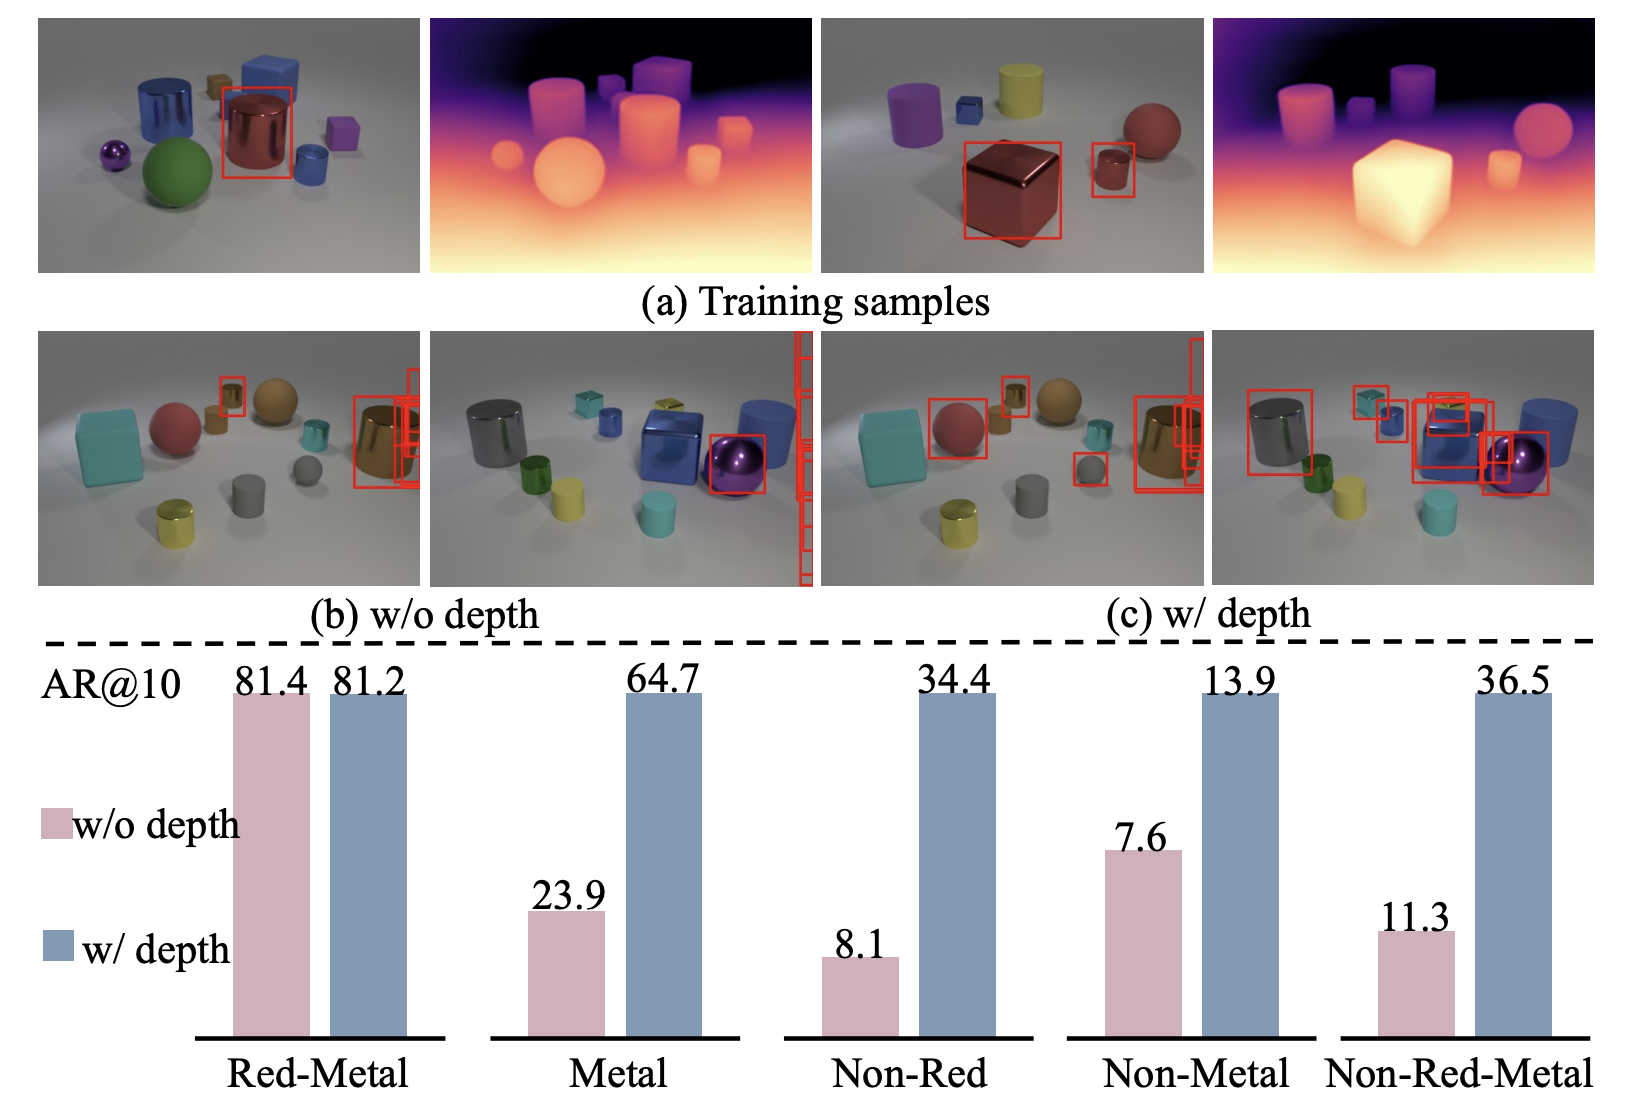 (a) Training samples
(b) w/o depth
(c) w/ depth
AR@10
81.4
81.2
64.7
34.4
13.9
36.5
w/o depth
7.6
23.9
11.3
8.1
w/ depth
Red-Metal
Metal
Non-Red
Non-Metal
Non-Red-Metal